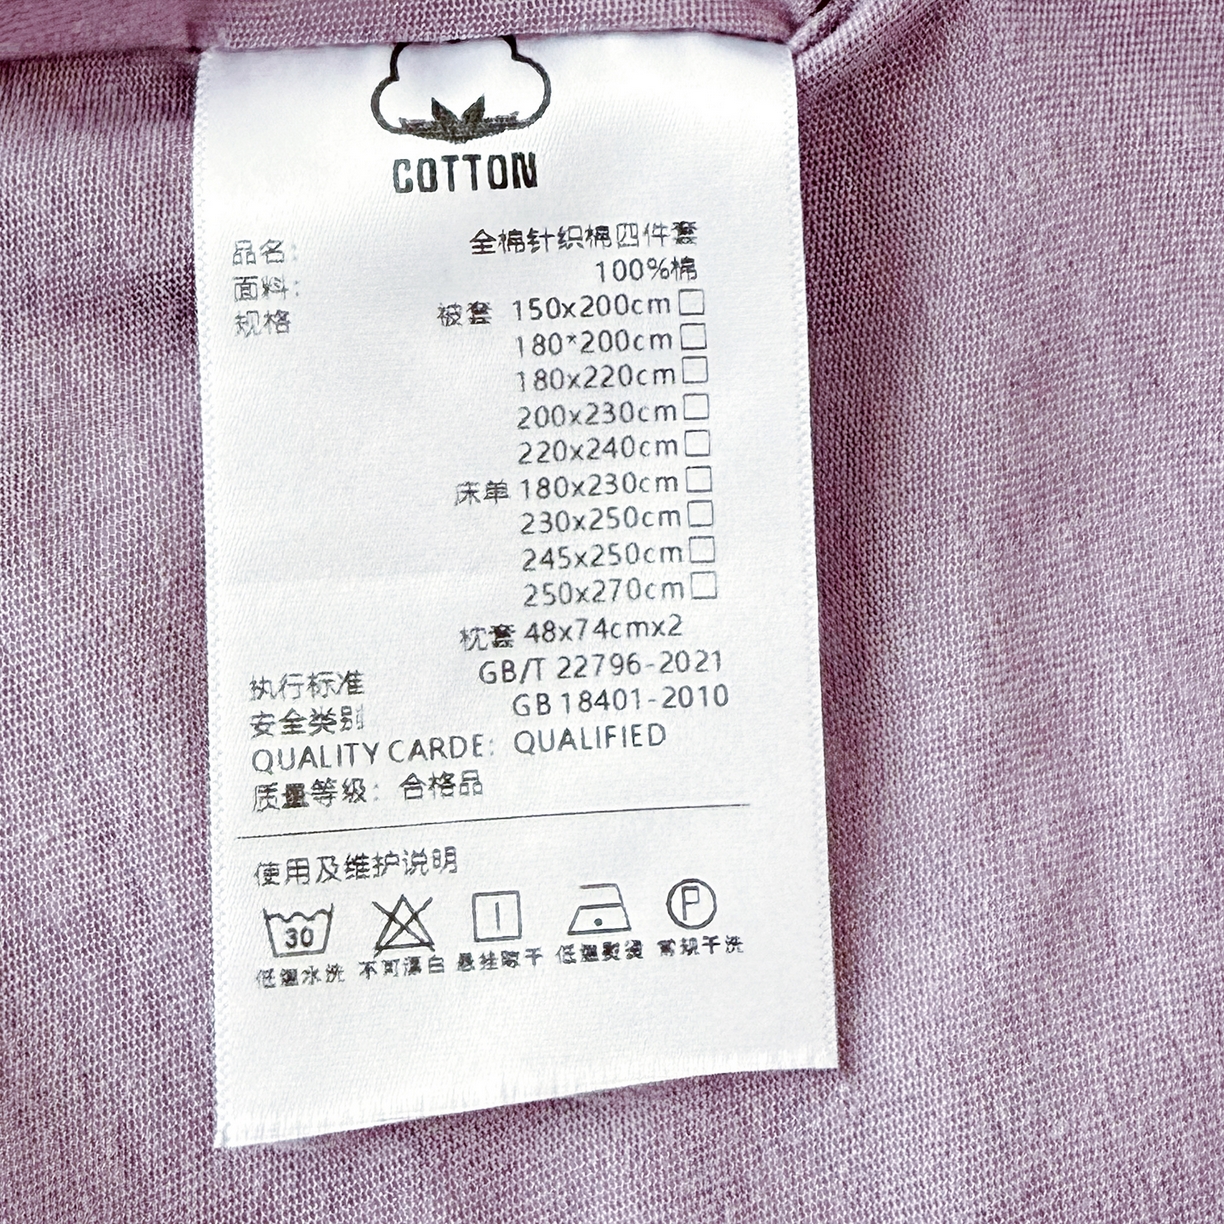 COTTON
品名： 全棉针织棉四件套
面料： 100%棉
规格 被套 150x200cm□
180*200cm□
180x220cm□
200x230cm□
220x240cm□
床单 180x230cm□
230x250cm□
245x250cm□
250x270cm□
枕套 48x74cmx2
执行标准 GB/T 22796-2021
安全类别 GB 18401-2010
QUALITY CARDE： QUALIFIED
质量等级：合格品
使用及维护说明
30 P
低温水洗 不可漂白 悬挂晾干 低温熨烫 常规干洗